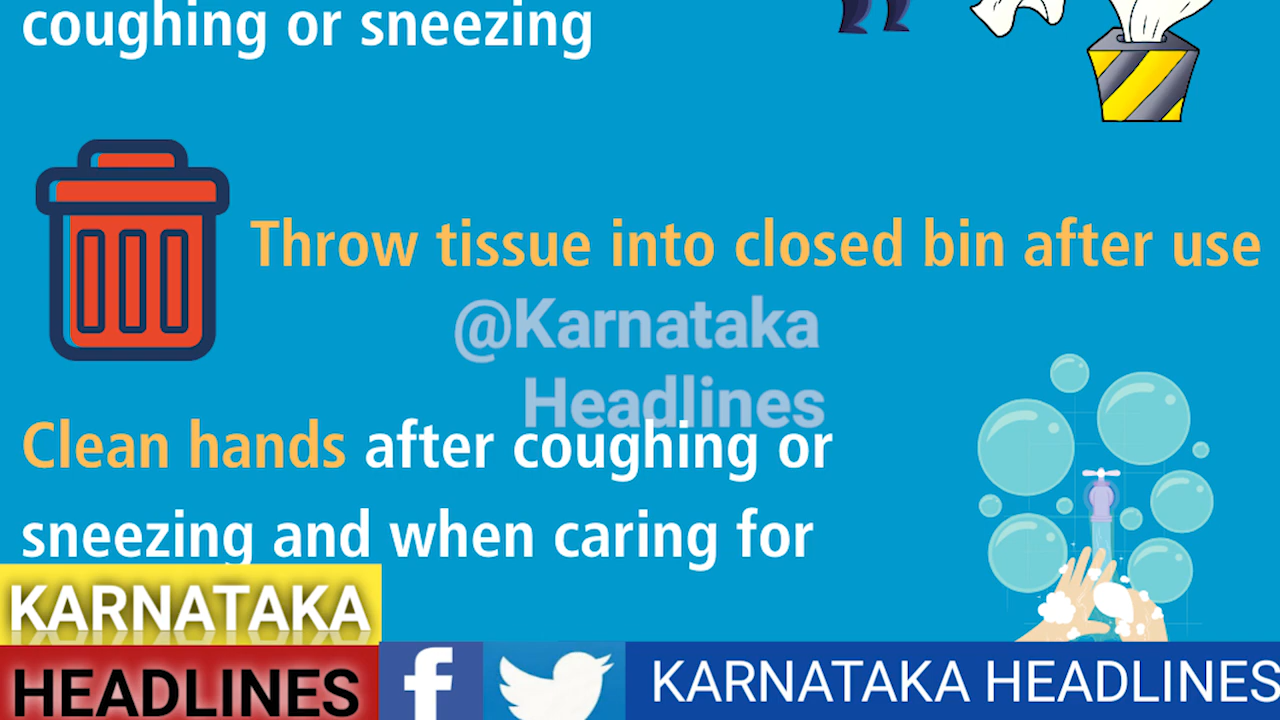 coughing or sneezing
Throw tissue into closed bin after use
@Karnataka
Headlines
Clean hands after coughing or
sneezing and when caring for
KARNATAKA
HEADLINES
f
KARNATAKA HEADLINES